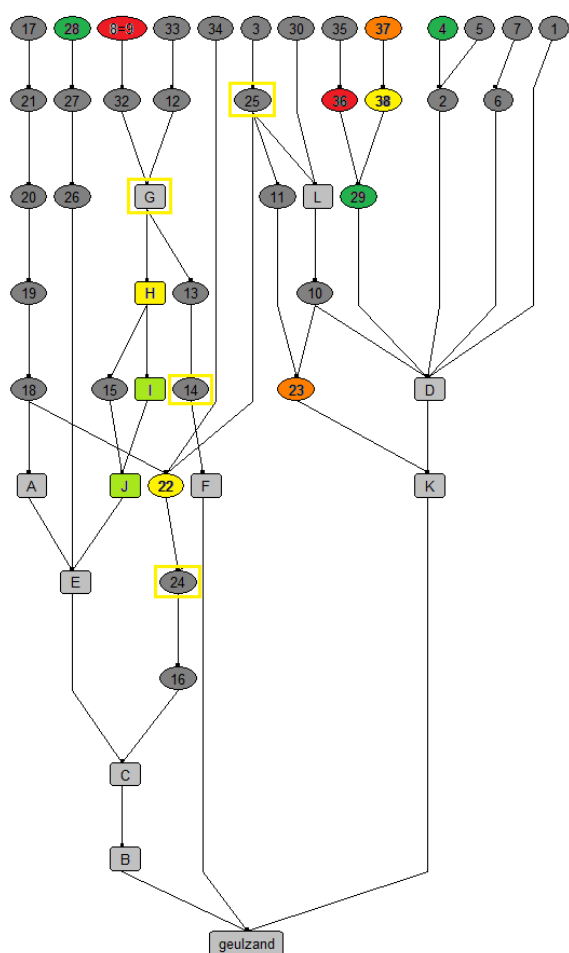 17 28 8=9 33 34 3 30 35 37 4 5 7 1
21 27 32 12 25 36 38 2 6
20 26 G 11 L 29
19 H 13 10
18 15 I 14 23 D
A J 22 F K
E 24
16
C
B
geulzand